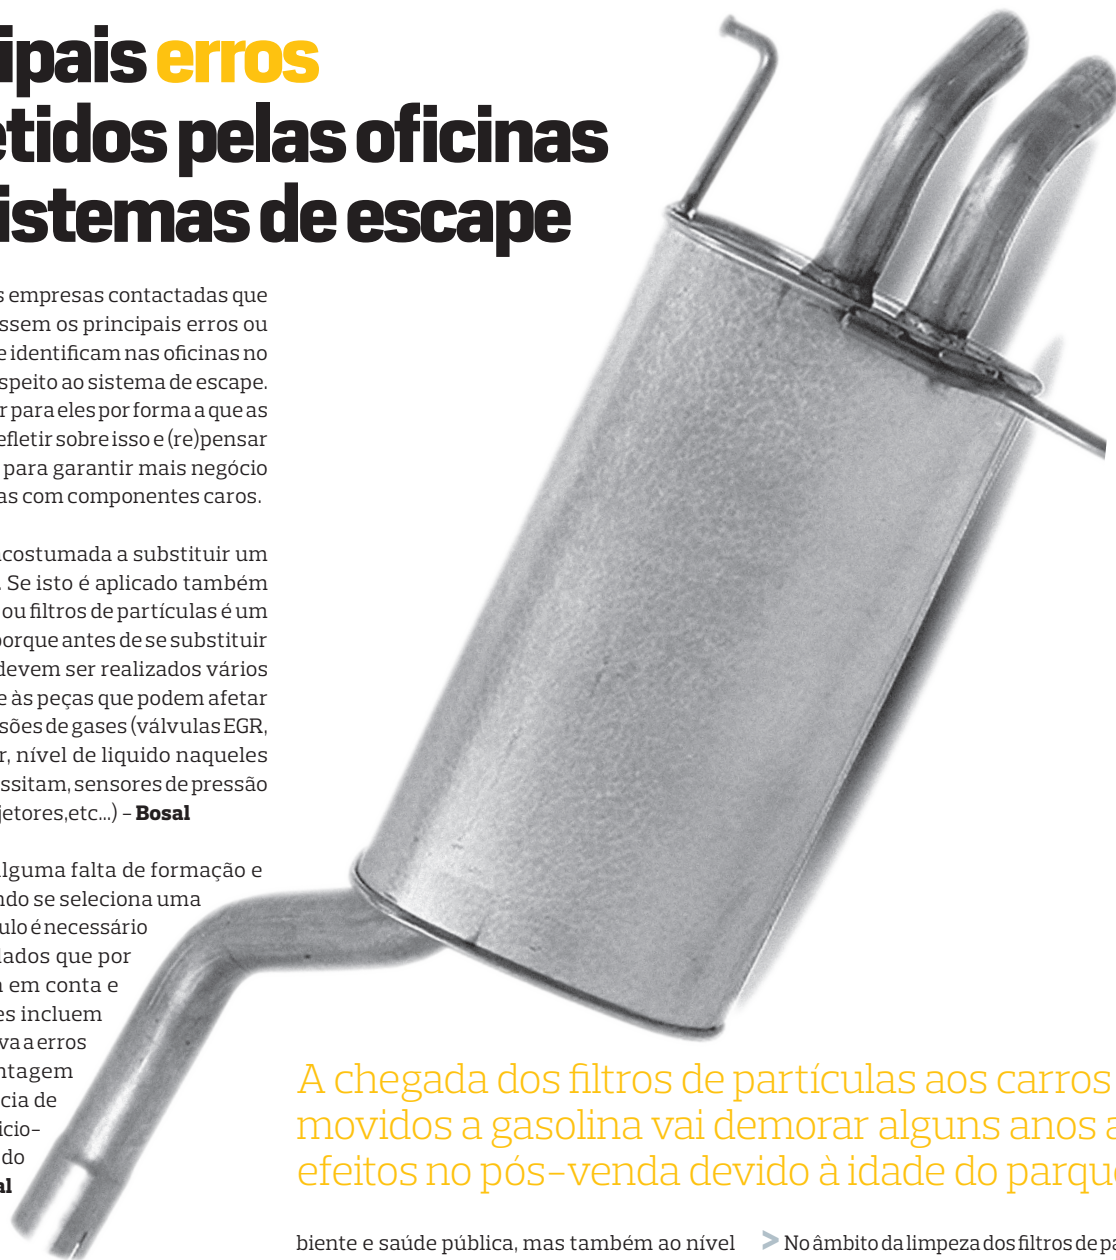 ipais erros
etidos pelas oficinas
istemas de escape
s empresas contactadas que
ssem os principais erros ou
e identificam nas oficinas no
speito ao sistema de escape.
r para eles por forma a que as
efletir sobre isso e (re)pensar
para garantir mais negócio
as com componentes caros.
acostumada a substituir um
. Se isto é aplicado também
ou filtros de partículas é um
porque antes de se substituir
devem ser realizados vários
e às peças que podem afetar
sões de gases (válvulas EGR,
r, nível de liquido naqueles
ssitam, sensores de pressão
jetores,etc...) – Bosal
alguma falta de formação e
ndo se seleciona uma
ulo é necessário
dados que por
m em conta e
es incluem
va a erros
ntagem
cia de
icio-
do
al
A chegada dos filtros de partículas aos carros
movidos a gasolina vai demorar alguns anos a
efeitos no pós-venda devido à idade do parque
biente e saúde pública, mas também ao nível
> No âmbito da limpeza dos filtros de pa